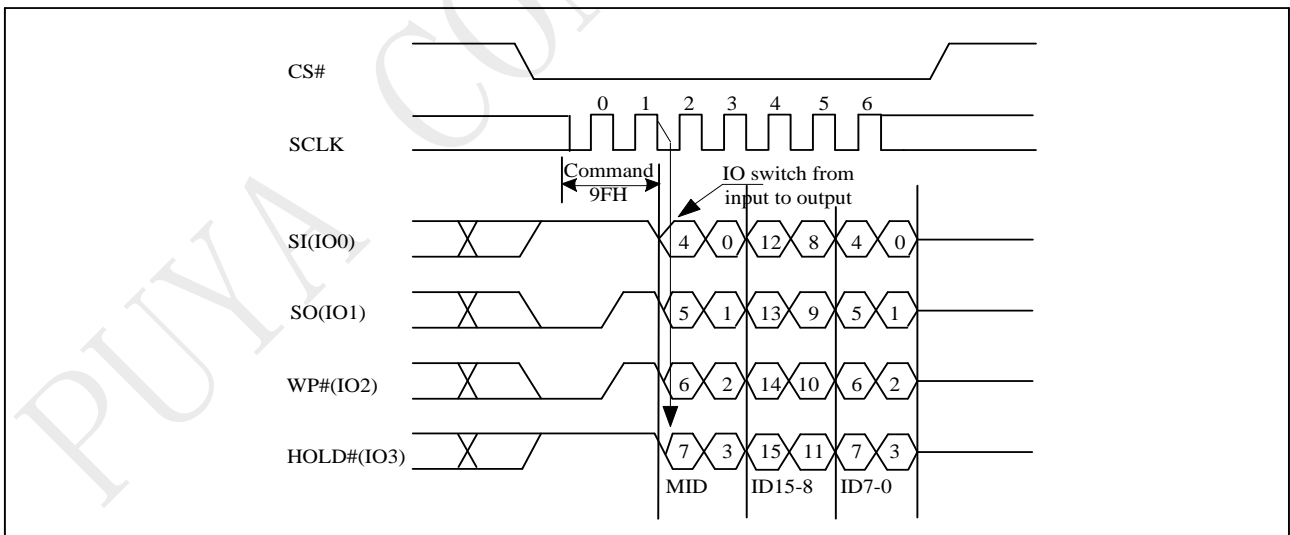 PUYA CON
CS#
0 1 2 3 4 5 6
SCLK
Command
9FH
IO switch from
input to output
SI(IO0)
4 0 12 8 4 0
SO(IO1)
5 1 13 9 5 1
WP#(IO2)
6 2 14 10 6 2
HOLD#(IO3)
7 3 15 11 7 3
MID ID15-8 ID7-0